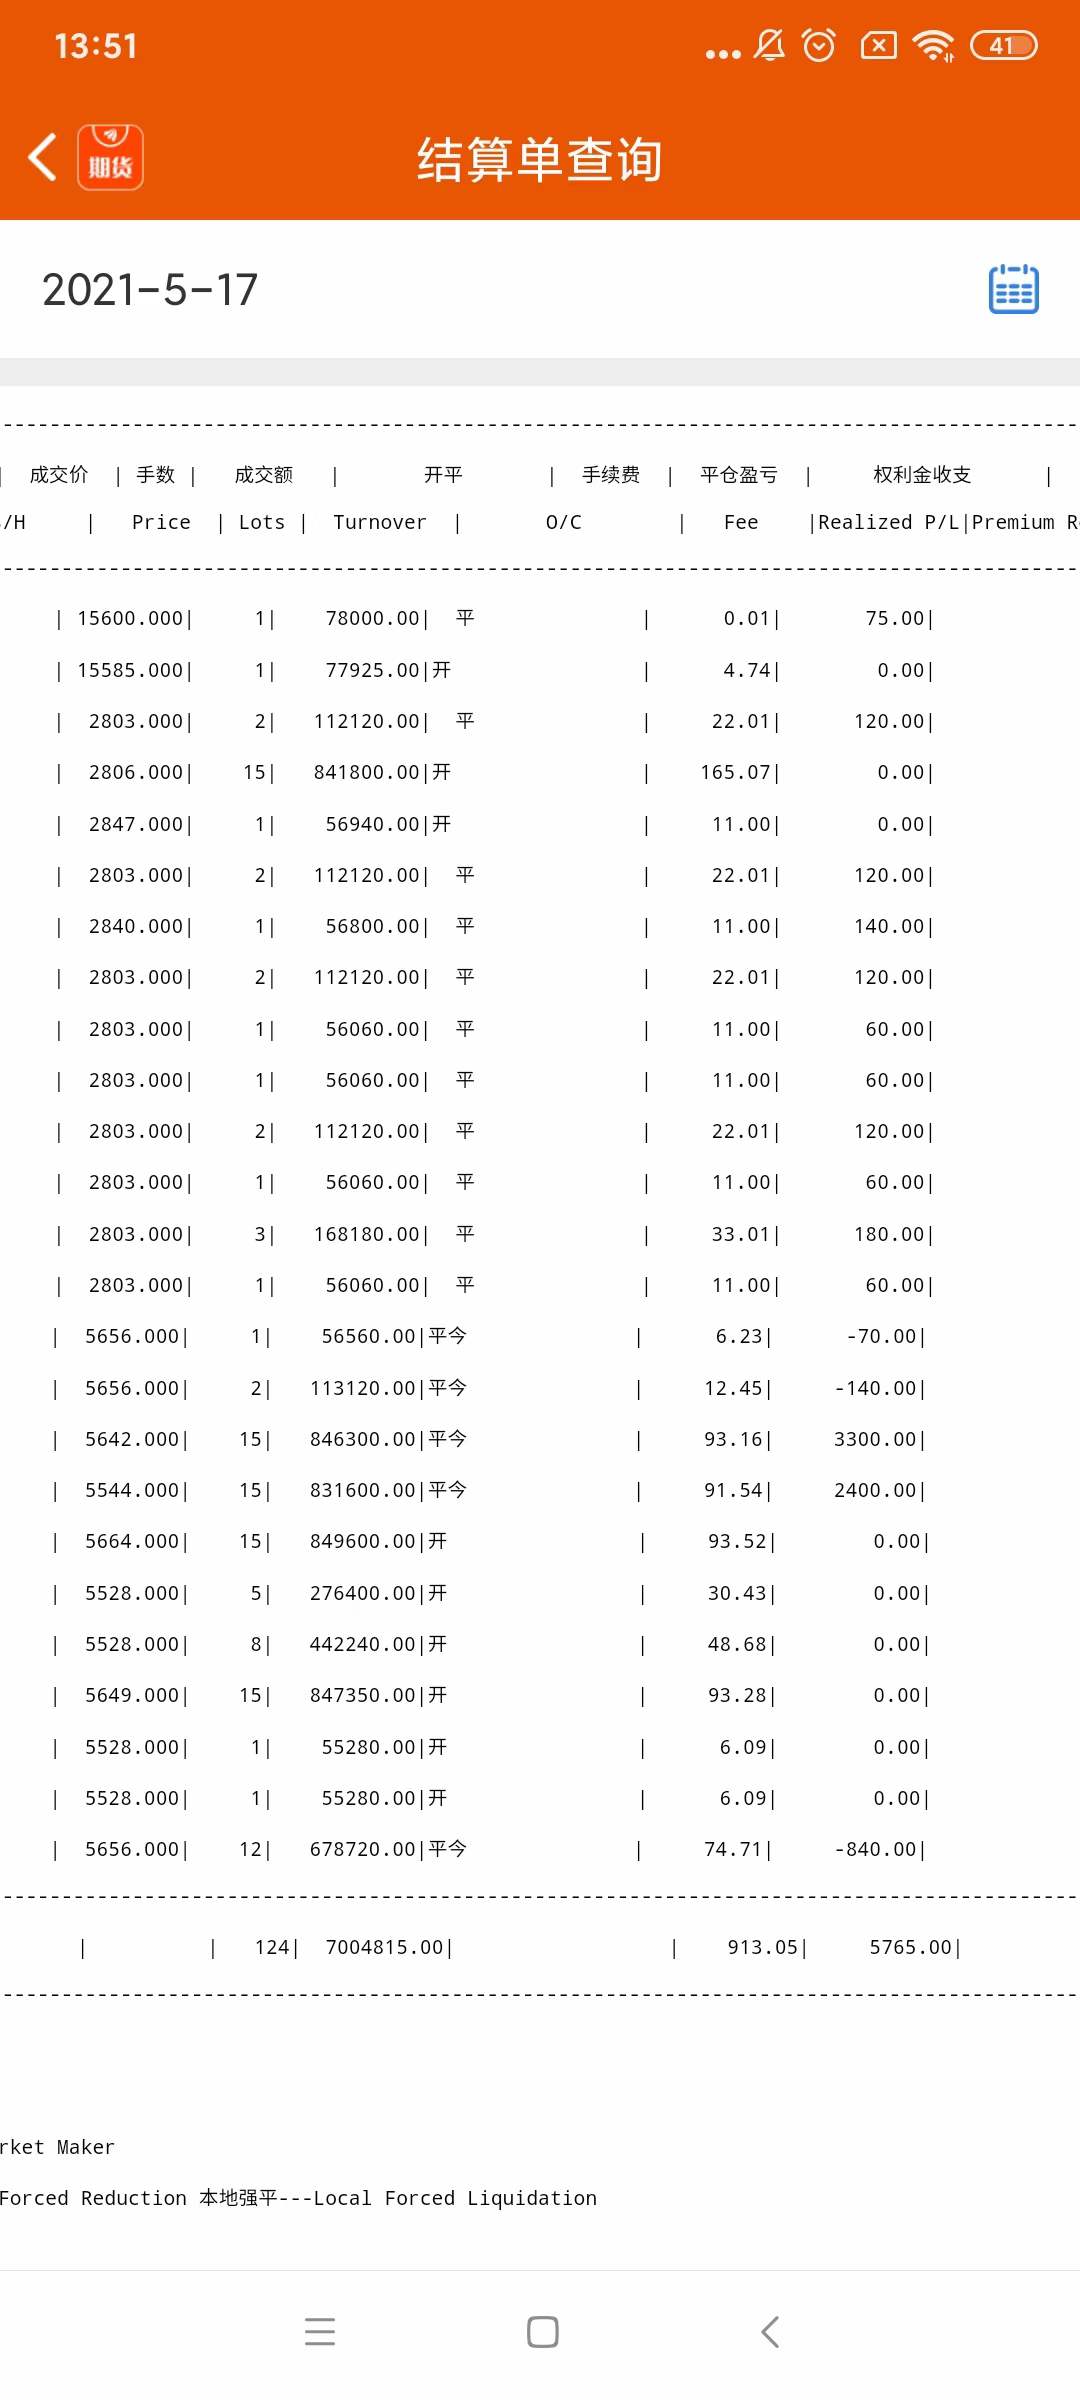 13:51
41
期货
结算单查询
2021-5-17
| 成交价 | 手数 | 成交额 | 开平 | 手续费 | 平仓盈亏 | 权利金收支 |
/H | Price | Lots | Turnover | O/C | Fee |Realized P/L|Premium R
| 15600.000| 1| 78000.00| 平 | 0.01| 75.00|
| 15585.000| 1| 77925.00|开 | 4.74| 0.00|
| 2803.000| 2| 112120.00| 平 | 22.01| 120.00|
| 2806.000| 15| 841800.00|开 | 165.07| 0.00|
| 2847.000| 1| 56940.00|开 | 11.00| 0.00|
| 2803.000| 2| 112120.00| 平 | 22.01| 120.00|
| 2840.000| 1| 56800.00| 平 | 11.00| 140.00|
| 2803.000| 2| 112120.00| 平 | 22.01| 120.00|
| 2803.000| 1| 56060.00| 平 | 11.00| 60.00|
| 2803.000| 1| 56060.00| 平 | 11.00| 60.00|
| 2803.000| 2| 112120.00| 平 | 22.01| 120.00|
| 2803.000| 1| 56060.00| 平 | 11.00| 60.00|
| 2803.000| 3| 168180.00| 平 | 33.01| 180.00|
| 2803.000| 1| 56060.00| 平 | 11.00| 60.00|
| 5656.000| 1| 56560.00|平今 | 6.23| -70.00|
| 5656.000| 2| 113120.00|平今 | 12.45| -140.00|
| 5642.000| 15| 846300.00|平今 | 93.16| 3300.00|
| 5544.000| 15| 831600.00|平今 | 91.54| 2400.00|
| 5664.000| 15| 849600.00|开 | 93.52| 0.00|
| 5528.000| 5| 276400.00|开 | 30.43| 0.00|
| 5528.000| 8| 442240.00|开 | 48.68| 0.00|
| 5649.000| 15| 847350.00|开 | 93.28| 0.00|
| 5528.000| 1| 55280.00|开 | 6.09| 0.00|
| 5528.000| 1| 55280.00|开 | 6.09| 0.00|
| 5656.000| 12| 678720.00|平今 | 74.71| -840.00|
| | 124| 7004815.00| | 913.05| 5765.00|
rket Maker
Forced Reduction 本地强平---Local Forced Liquidation